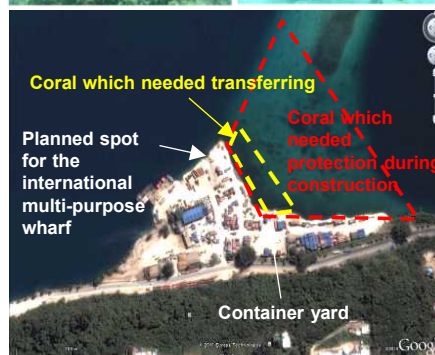 Coral which needed transferring
Coral which
needed
protection during
construction
Planned spot
for the
international
multi-purpose
wharf
Container yard
Goog